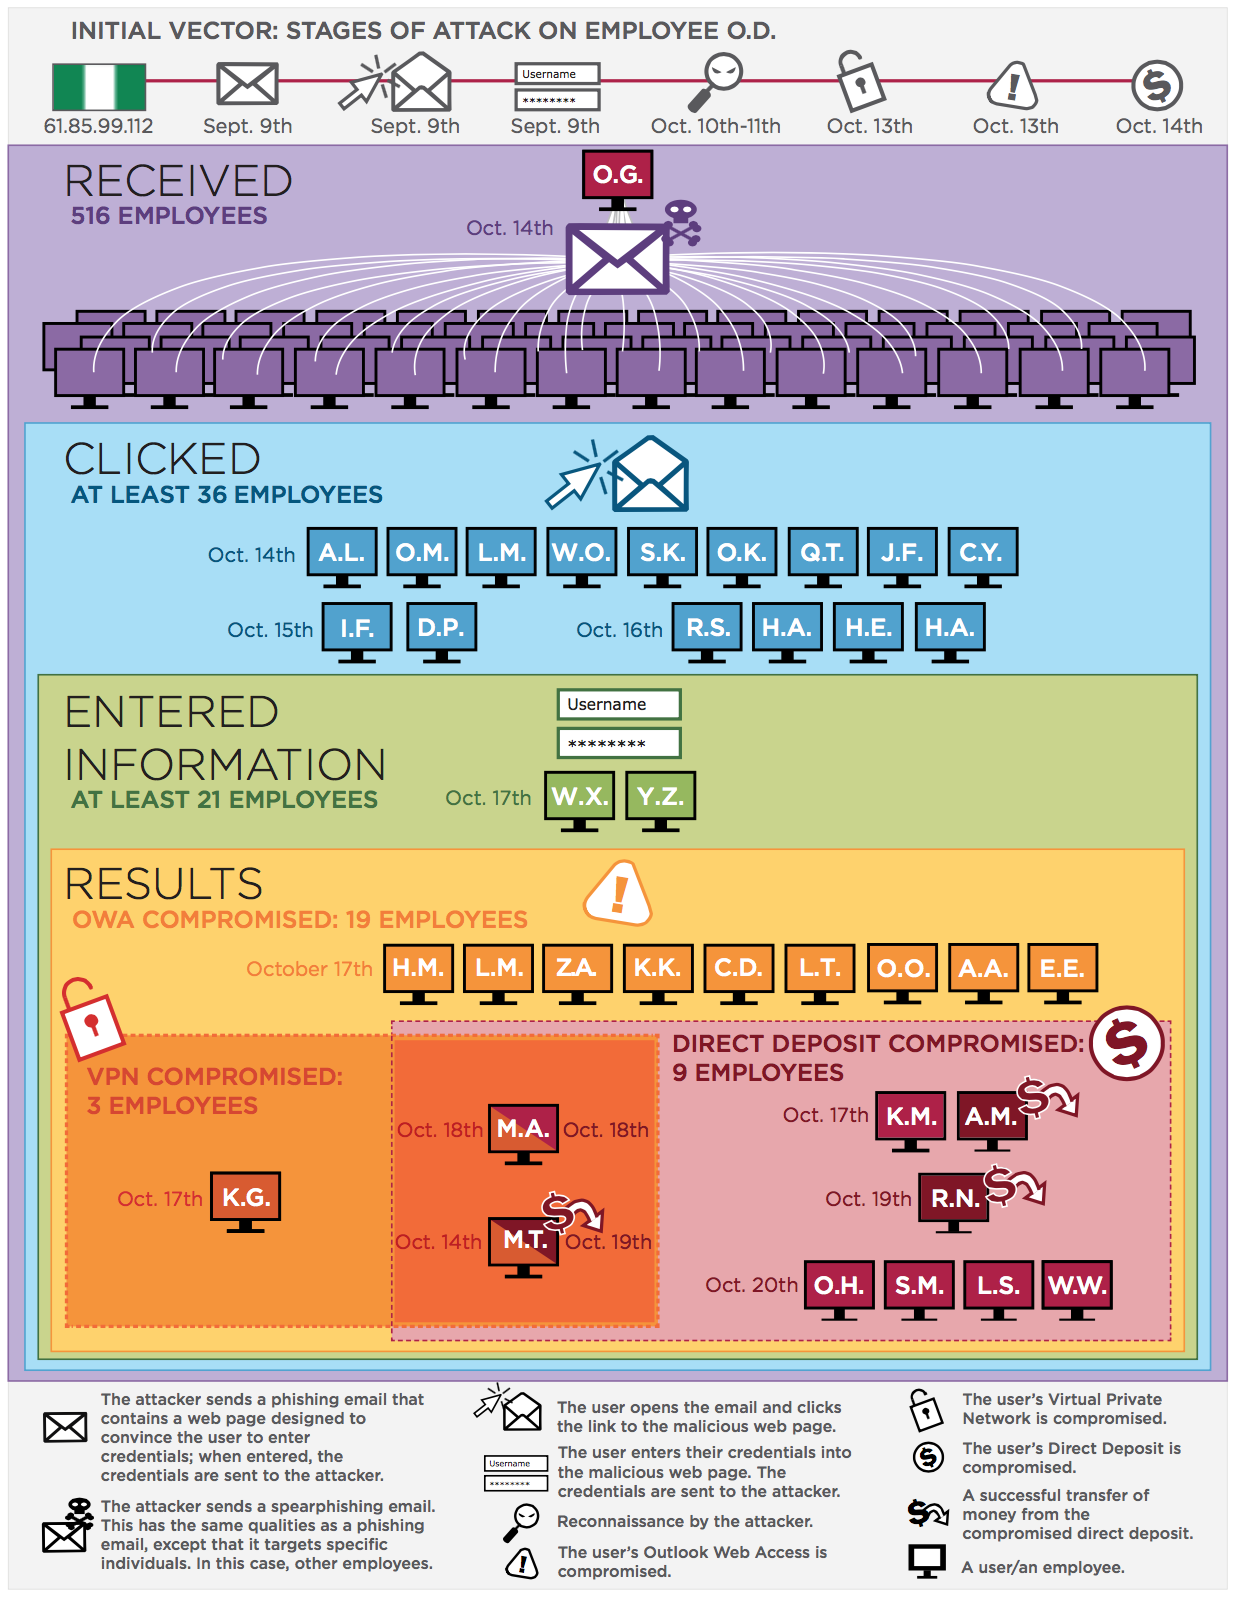 INITIAL VECTOR: STAGES OF ATTACK ON EMPLOYEE O.D.
Username
********
61.85.99.112
Sept. 9th
Sept. 9th
Sept. 9th
Oct. 10th-11th
Oct. 13th
Oct. 13th
Oct. 14th
RECEIVED
516 EMPLOYEES
O.G.
Oct. 14th
CLICKED
AT LEAST 36 EMPLOYEES
Oct. 14th A.L. O.M. L.M. W.O. S.K. O.K. Q.T. J.F. C.Y.
Oct. 15th I.F. D.P. Oct. 16th R.S. H.A. H.E. H.A.
ENTERED
INFORMATION
AT LEAST 21 EMPLOYEES
Username
********
Oct. 17th W.X. Y.Z.
RESULTS
OWA COMPROMISED: 19 EMPLOYEES
October 17th H.M. L.M. Z.A. K.K. C.D. L.T. O.O. A.A. E.E.
VPN COMPROMISED:
3 EMPLOYEES
Oct. 17th K.G.
Oct. 18th M.A. Oct. 18th
Oct. 14th M.T. Oct. 19th
DIRECT DEPOSIT COMPROMISED:
9 EMPLOYEES
Oct. 17th K.M. A.M.
Oct. 19th R.N.
Oct. 20th O.H. S.M. L.S. W.W.
The attacker sends a phishing email that
contains a web page designed to
convince the user to enter
credentials; when entered, the
credentials are sent to the attacker.
The attacker sends a spearphishing email.
This has the same qualities as a phishing
email, except that it targets specific
individuals. In this case, other employees.
The user opens the email and clicks
the link to the malicious web page.
Username
********
The user enters their credentials into
the malicious web page. The
credentials are sent to the attacker.
Reconnaissance by the attacker.
The user's Outlook Web Access is
compromised.
The user's Virtual Private
Network is compromised.
The user's Direct Deposit is
compromised.
A successful transfer of
money from the
compromised direct deposit.
A user/an employee.